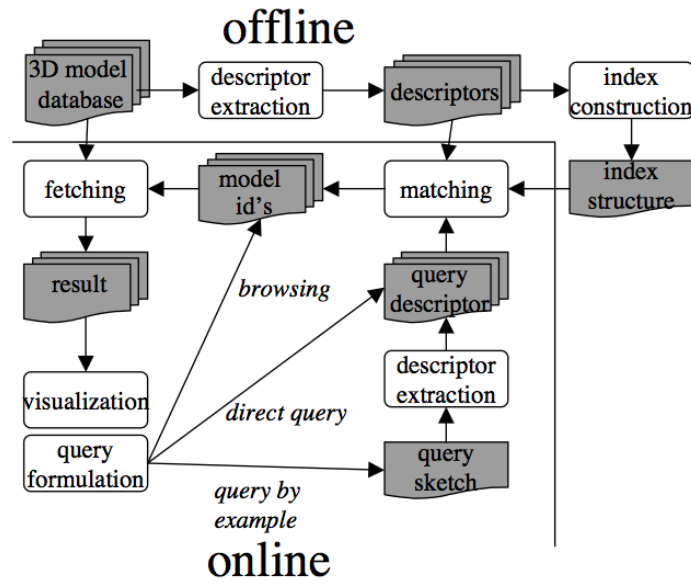 offline
3D model
database
descriptor
extraction
descriptors
index
construction
fetching
model
id's
matching
index
structure
result
browsing
query
descriptor
visualization
direct query
descriptor
extraction
query
formulation
query by
example
query
sketch
online